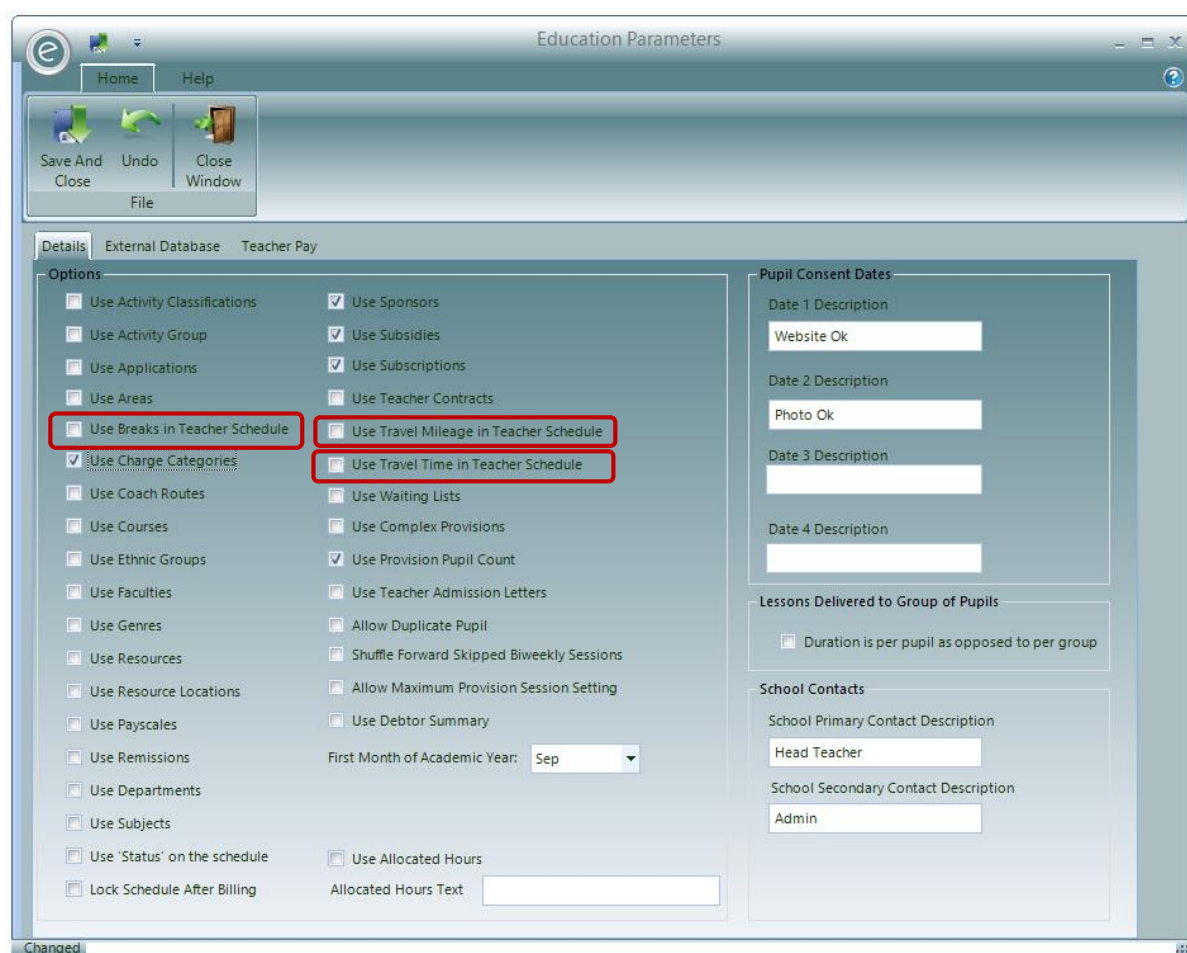 e
Education Parameters
Home Help
Save And Close
Undo
Close Window
File
Details External Database Teacher Pay
Options
Use Activity Classifications
Use Activity Group
Use Applications
Use Areas
Use Breaks in Teacher Schedule
Use Charge Categories
Use Coach Routes
Use Courses
Use Ethnic Groups
Use Faculties
Use Genres
Use Resources
Use Resource Locations
Use Payscales
Use Remissions
Use Departments
Use Subjects
Use 'Status' on the schedule
Lock Schedule After Billing
Use Sponsors
Use Subsidies
Use Subscriptions
Use Teacher Contracts
Use Travel Mileage in Teacher Schedule
Use Travel Time in Teacher Schedule
Use Waiting Lists
Use Complex Provisions
Use Provision Pupil Count
Use Teacher Admission Letters
Allow Duplicate Pupil
Shuffle Forward Skipped Biweekly Sessions
Allow Maximum Provision Session Setting
Use Debtor Summary
First Month of Academic Year: Sep
Use Allocated Hours
Allocated Hours Text
Pupil Consent Dates
Date 1 Description
Website Ok
Date 2 Description
Photo Ok
Date 3 Description
Date 4 Description
Lessons Delivered to Group of Pupils
Duration is per pupil as opposed to per group
School Contacts
School Primary Contact Description
Head Teacher
School Secondary Contact Description
Admin
Changed